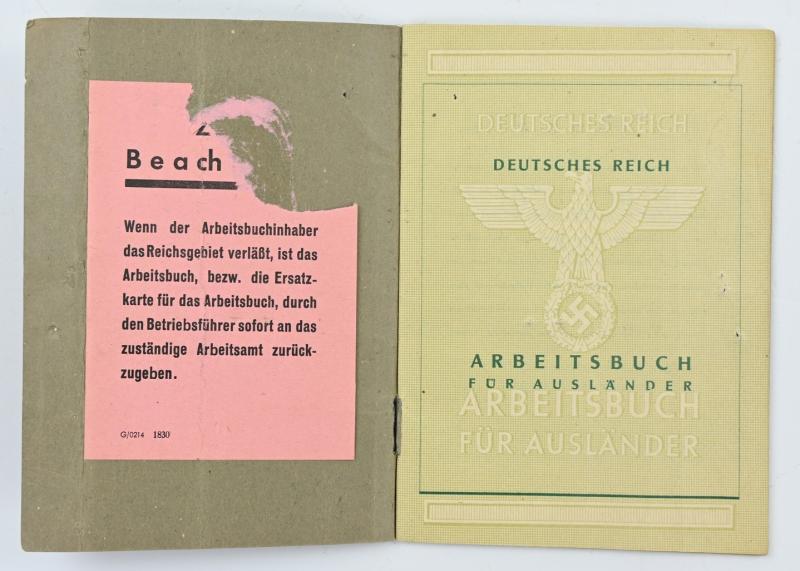 Beach
Wenn der Arbeitsbuchinhaber
das Reichsgebiet verläßt, ist das
Arbeitsbuch, bezw. die Ersatz-
karte für das Arbeitsbuch, durch
den Betriebsführer sofort an das
zuständige Arbeitsamt zurück-
zugeben.
G/0214 1830
DEUTSCHES REICH
DEUTSCHES REICH
ARBEITSBUCH
FÜR AUSLÄNDER
ARBEITSBUCH
FÜR AUSLÄNDER